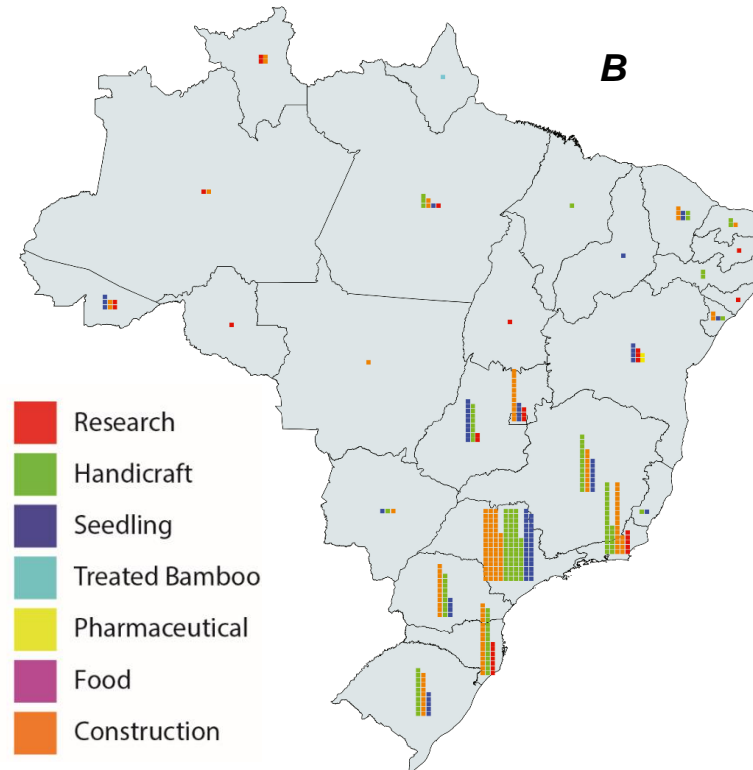 B
Research
Handicraft
Seedling
Treated Bamboo
Pharmaceutical
Food
Construction